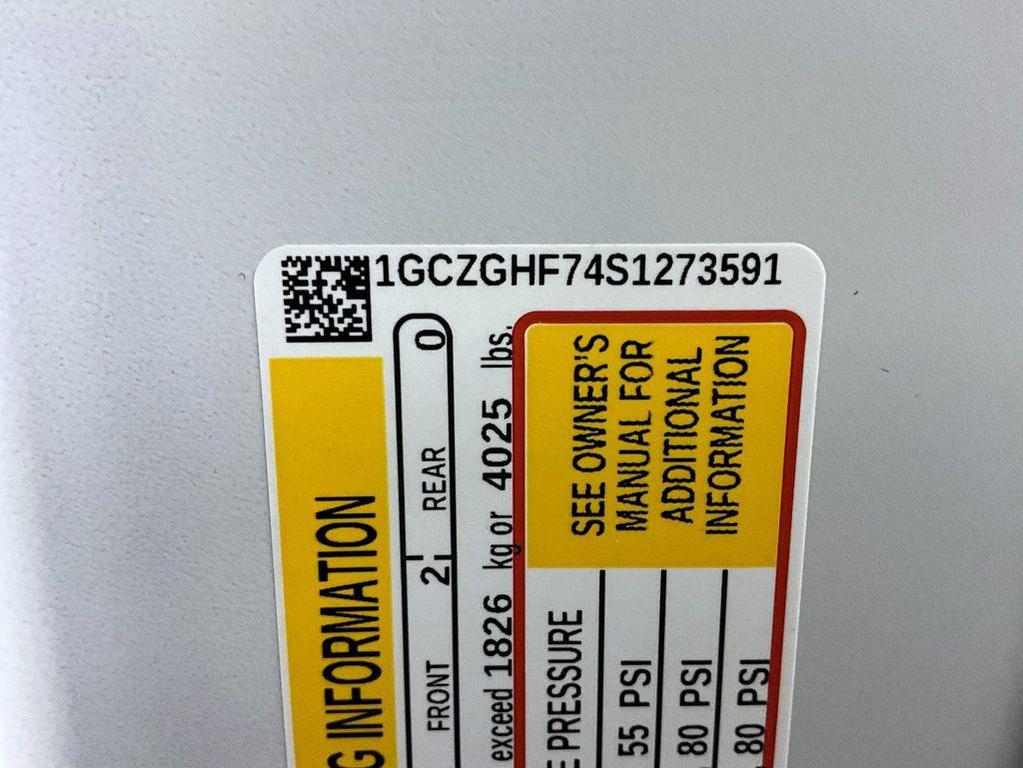 1GCZGHF74S1273591
G INFORMATION
FRONT 2 REAR 0
exceed 1826 kg or 4025 lbs.
E PRESSURE
55 PSI
80 PSI
80 PSI
SEE OWNER'S
MANUAL FOR
ADDITIONAL
INFORMATION